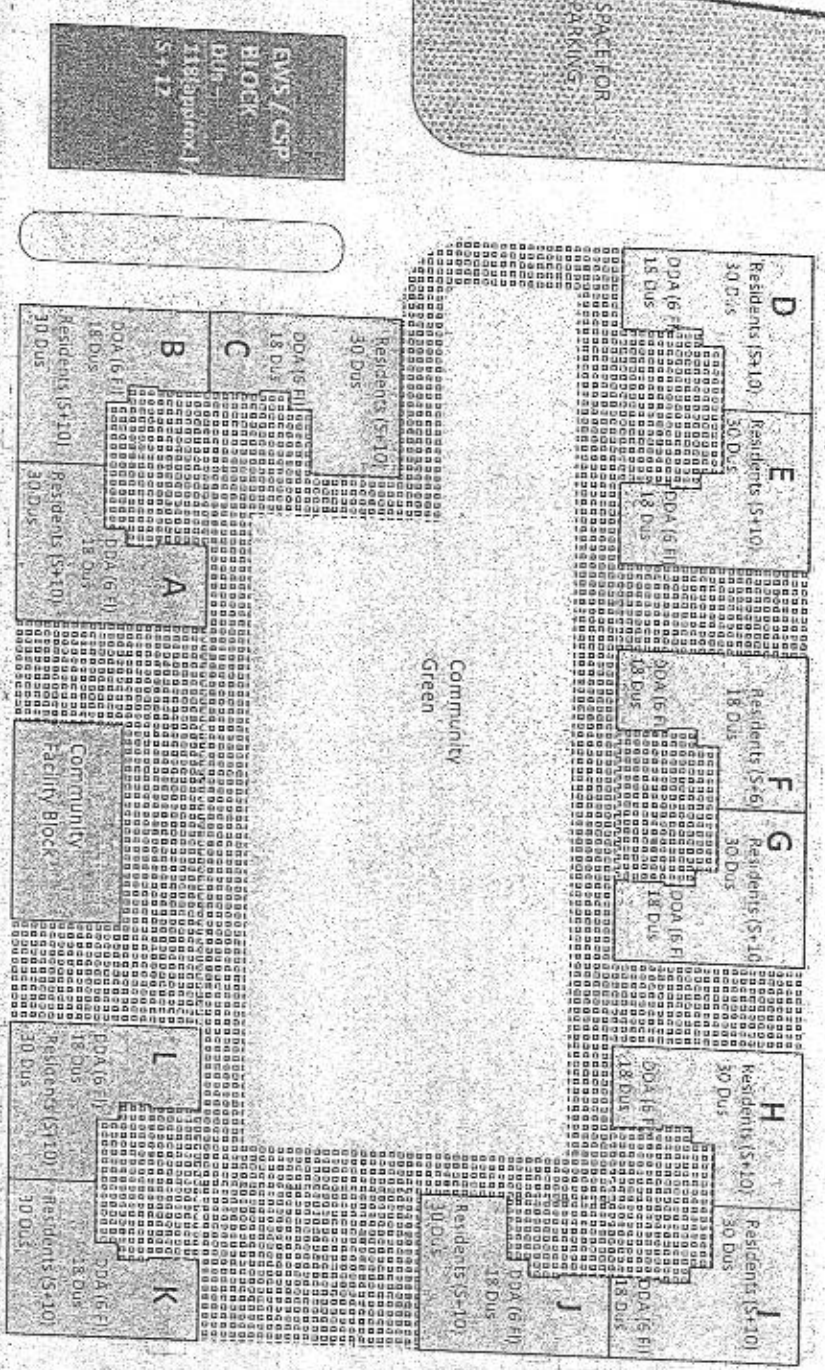 SPACE FOR
PARKING
EWS / CSP
BLOCK
118(approx.)
S+ 12
D
Residents (S+10)
30 Dus
DDA (6 Fl)
18 Dus
E
Residents (S+10)
30 Dus
DDA (6 Fl)
18 Dus
F
Residents (S+6)
18 Dus
DDA (6 Fl)
18 Dus
G
Residents (S+10
30 Dus
DDA (6 Fl
18 Dus
H
Residents (S+10)
30 Dus
DDA (6 Fl)
18 Dus
I
Residents (S+10)
30 Dus
DDA (6 Fl)
18 Dus
J
DDA (6 Fl)
18 Dus
Residents (S+10)
30 Dus
Community
Green
C
Residents (S+10)
30 Dus
DDA (6 Fl)
18 Dus
B
DDA (6 Fl)
18 Dus
Residents (S+10)
30 Dus
A
DDA (6 Fl)
18 Dus
Residents (S+10)
30 Dus
Community
Facility Block
L
DDA (6 Fl)
18 Dus
Residents (S+10)
30 Dus
K
DDA (6 Fl)
18 Dus
Residents (S+10)
30 Dus